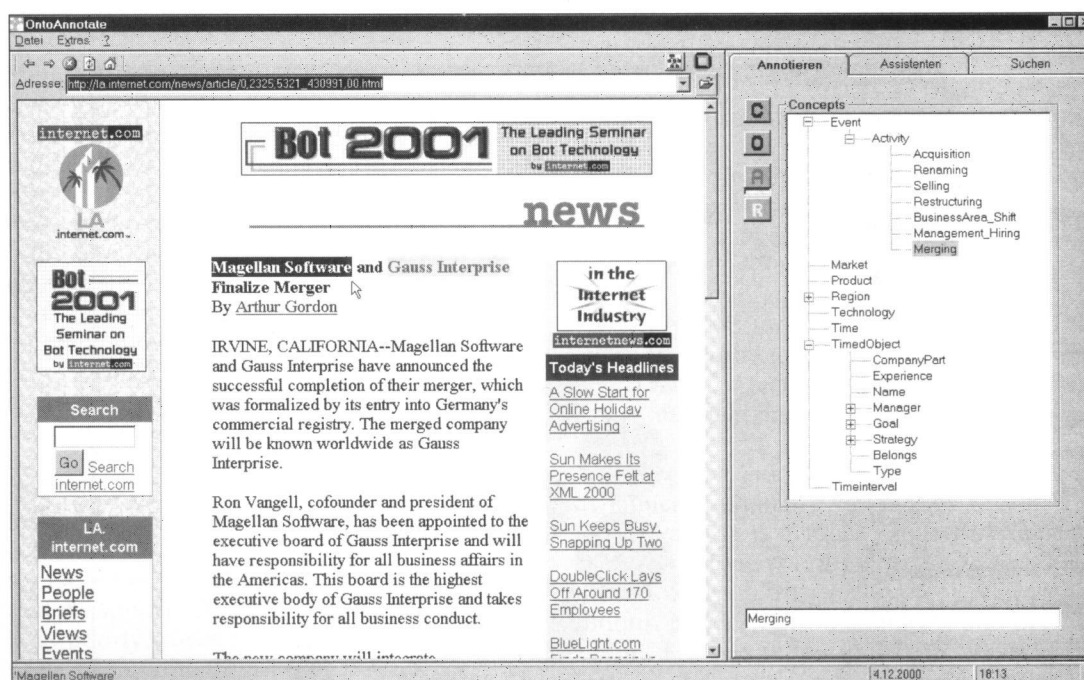 OntoAnnotate
Datei Extras ?
Adresse: http://la.internet.com/news/article/0,2325,5321_430991,00.html
internet.com
LA
.internet.com
Bot 2001
The Leading
Seminar on
Bot Technology
by internet.com
Search
Go Search
internet.com
LA.
internet.com
News
People
Briefs
Views
Events
Bot 2001
The Leading Seminar
on Bot Technology
by internet.com
news
Magellan Software and Gauss Interprise
Finalize Merger
By Arthur Gordon
IRVINE, CALIFORNIA--Magellan Software
and Gauss Interprise have announced the
successful completion of their merger, which
was formalized by its entry into Germany's
commercial registry. The merged company
will be known worldwide as Gauss
Interprise.
Ron Vangell, cofounder and president of
Magellan Software, has been appointed to the
executive board of Gauss Interprise and will
have responsibility for all business affairs in
the Americas. This board is the highest
executive body of Gauss Interprise and takes
responsibility for all business conduct.
The new company will integrate
in the
Internet
Industry
internetnews.com
Today's Headlines
A Slow Start for
Online Holiday
Advertising
Sun Makes Its
Presence Felt at
XML 2000
Sun Keeps Busy,
Snapping Up Two
DoubleClick Lays
Off Around 170
Employees
BlueLight.com
Annotieren Assistenten Suchen
C
O
A
R
Concepts
Event
Activity
Acquisition
Renaming
Selling
Restructuring
BusinessArea_Shift
Management_Hiring
Merging
Market
Product
Region
Technology
Time
TimedObject
CompanyPart
Experience
Name
Manager
Goal
Strategy
Belongs
Type
Timeinterval
Merging
'Magellan Software' 4.12.2000 18:13